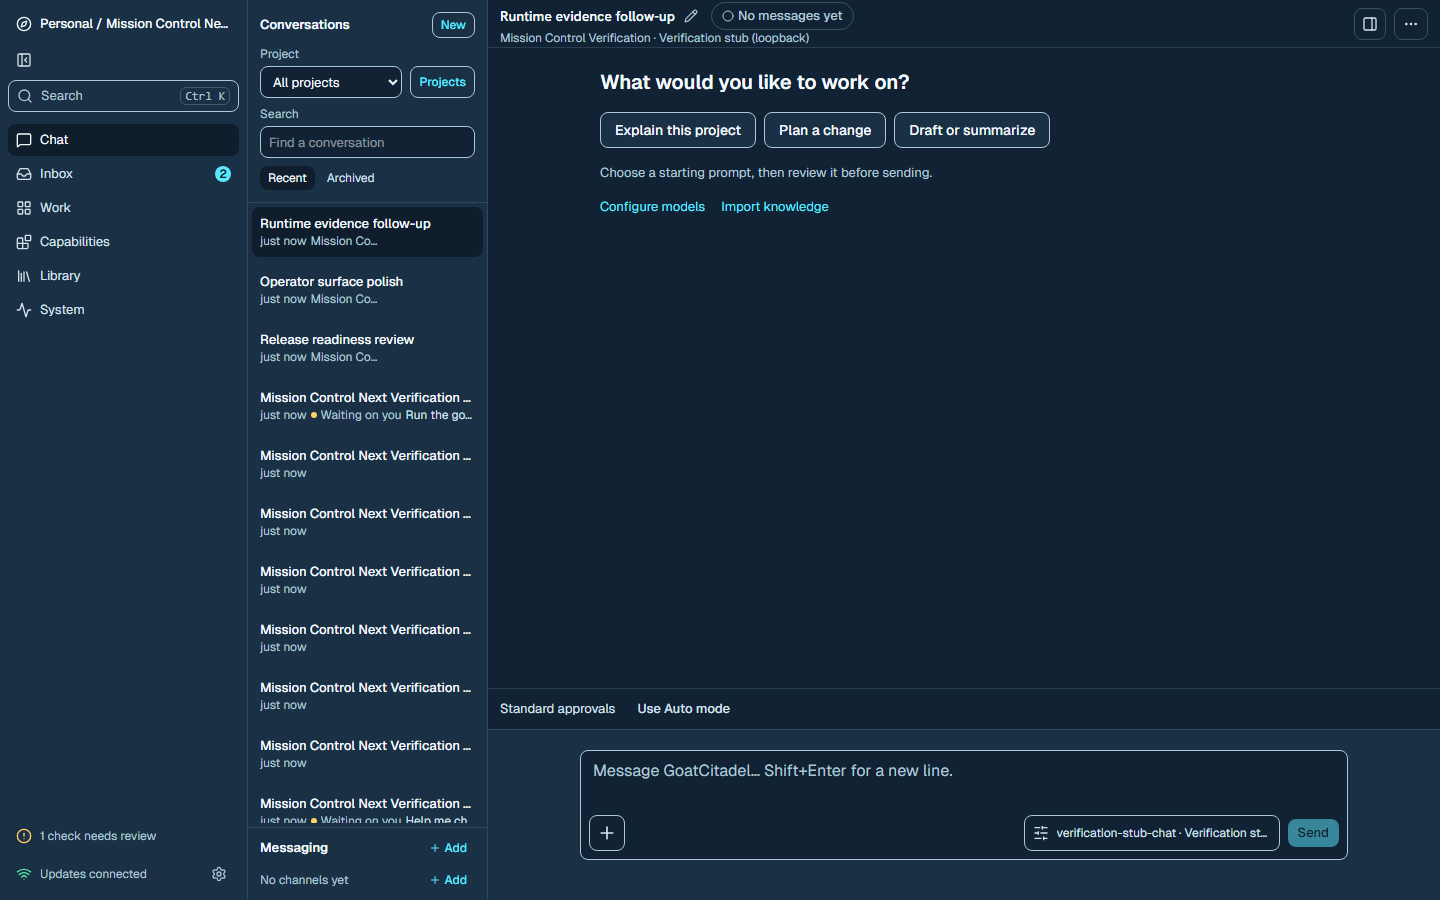 Personal / Mission Control Ne...
Search
Ctrl K
Chat
Inbox
2
Work
Capabilities
Library
System
1 check needs review
Updates connected
Conversations
New
Project
All projects
Projects
Search
Find a conversation
Recent
Archived
Runtime evidence follow-up
just now Mission Co...
Operator surface polish
just now Mission Co...
Release readiness review
just now Mission Co...
Mission Control Next Verification ...
just now Waiting on you Run the go...
Mission Control Next Verification ...
just now
Mission Control Next Verification ...
just now
Mission Control Next Verification ...
just now
Mission Control Next Verification ...
just now
Mission Control Next Verification ...
just now
Mission Control Next Verification ...
just now
Mission Control Next Verification ...
just now Waiting on you Help me ch
Messaging
+ Add
No channels yet
+ Add
Runtime evidence follow-up
No messages yet
Mission Control Verification · Verification stub (loopback)
What would you like to work on?
Explain this project
Plan a change
Draft or summarize
Choose a starting prompt, then review it before sending.
Configure models
Import knowledge
Standard approvals
Use Auto mode
Message GoatCitadel... Shift+Enter for a new line.
verification-stub-chat · Verification st...
Send